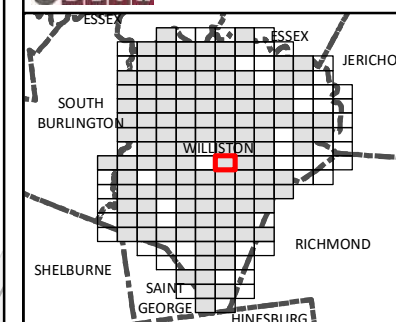 ESSEX
ESSEX
JERICHO
SOUTH
BURLINGTON
WILLISTON
RICHMOND
SHELBURNE
SAINT
GEORGE
HINESBURG